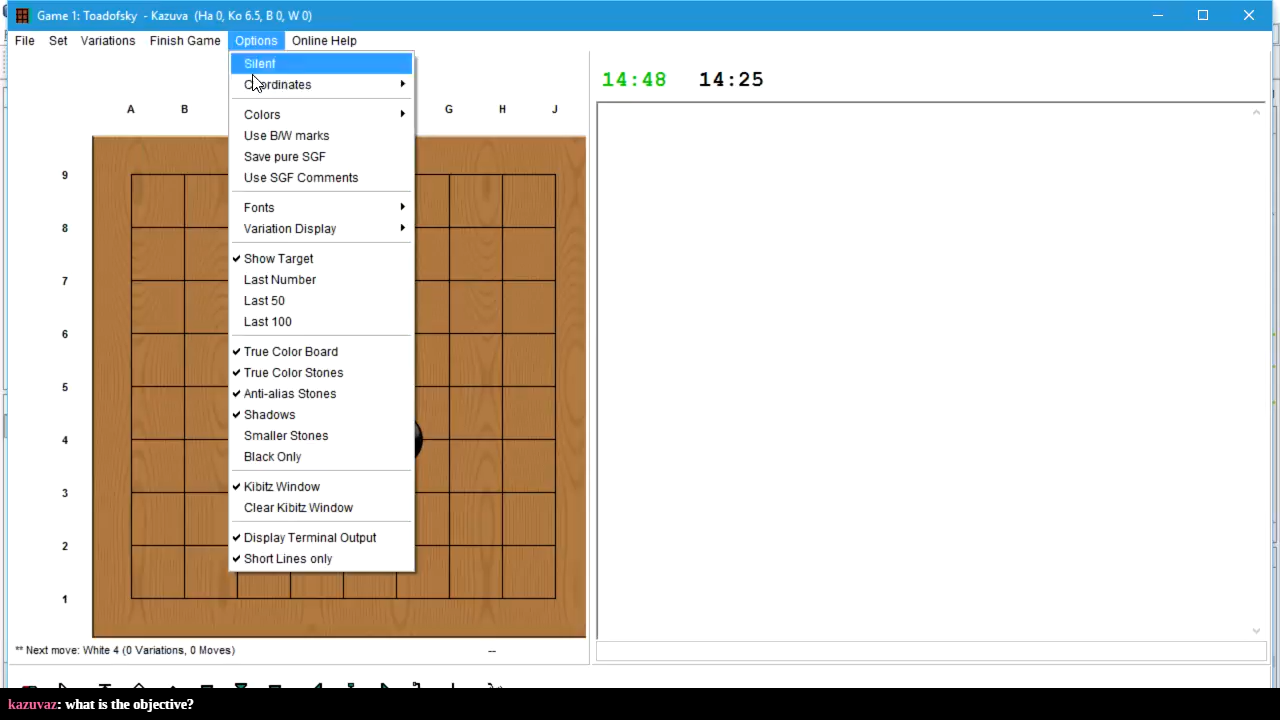 Game 1: Toadofsky - Kazuva (Ha 0, Ko 6.5, B 0, W 0)
File Set Variations Finish Game Options Online Help
Silent
Coordinates
Colors
Use B/W marks
Save pure SGF
Use SGF Comments
Fonts
Variation Display
Show Target
Last Number
Last 50
Last 100
True Color Board
True Color Stones
Anti-alias Stones
Shadows
Smaller Stones
Black Only
Kibitz Window
Clear Kibitz Window
Display Terminal Output
Short Lines only
14:48 14:25
A B G H J
9
8
7
6
5
4
3
2
1
** Next move: White 4 (0 Variations, 0 Moves) --
kazuvaz: what is the objective?